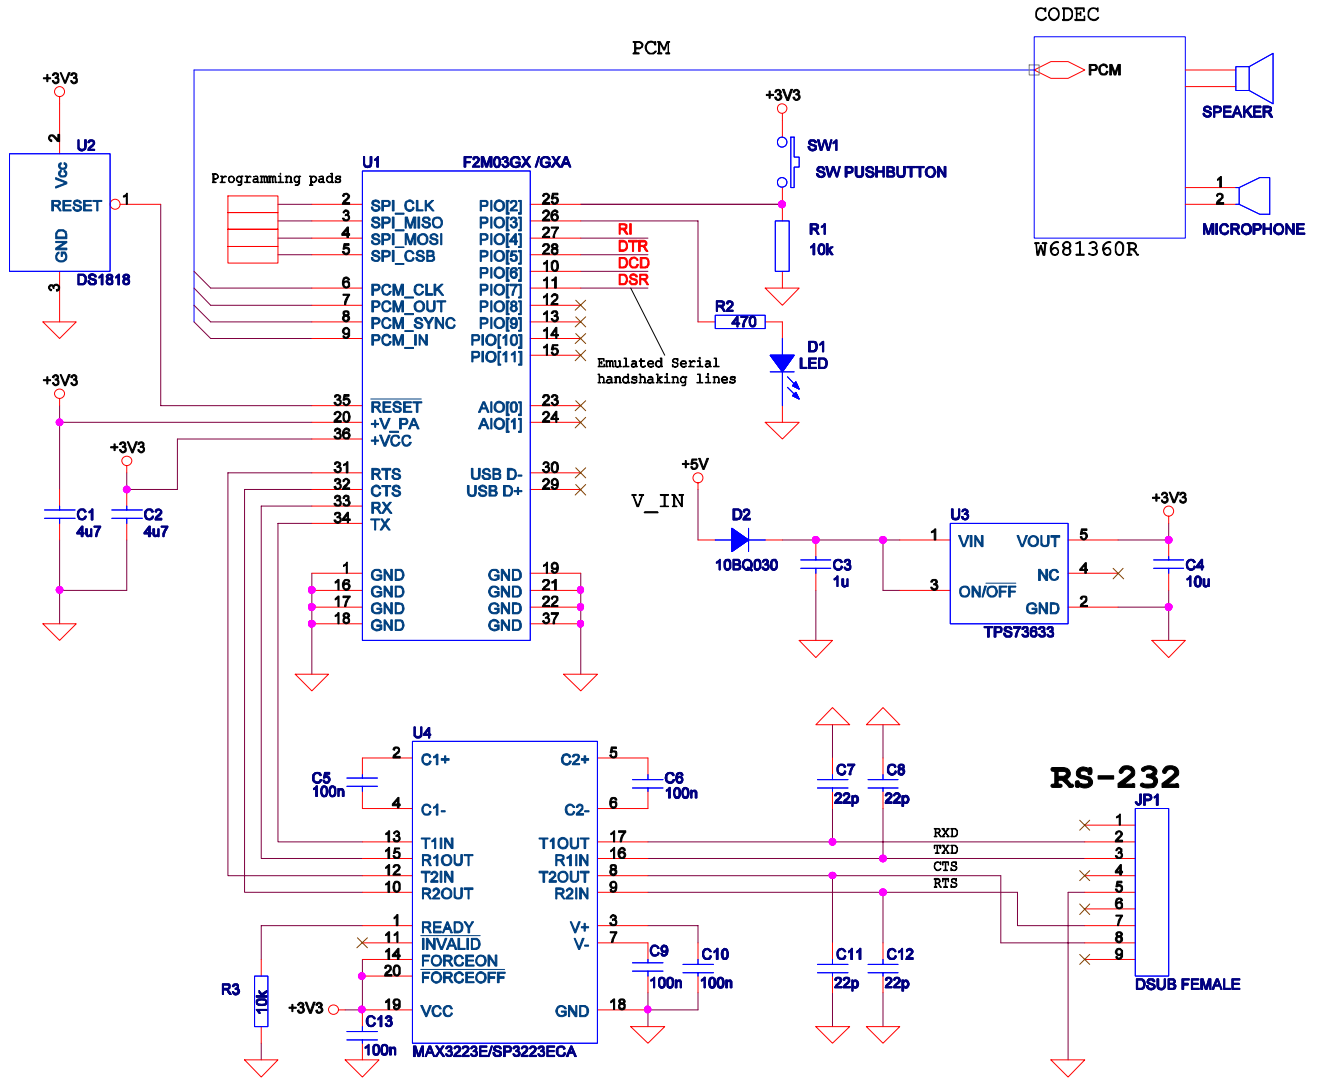 CODEC
PCM
PCM
SPEAKER
1
2
MICROPHONE
W681360R
+3V3
2
U2
Vcc
RESET
1
GND
3
DS1818
Programming pads
U1
F2M03GX /GXA
2 SPI_CLK
3 SPI_MISO
4 SPI_MOSI
5 SPI_CSB
6 PCM_CLK
7 PCM_OUT
8 PCM_SYNC
9 PCM_IN
35 RESET
20 +V_PA
36 +VCC
31 RTS
32 CTS
33 RX
34 TX
1 GND
16 GND
17 GND
18 GND
PIO[2] 25
PIO[3] 26
PIO[4] 27 RI
PIO[5] 28 DTR
PIO[6] 10 DCD
PIO[7] 11 DSR
PIO[8] 12
PIO[9] 13
PIO[10] 14
PIO[11] 15
AIO[0] 23
AIO[1] 24
USB D- 30
USB D+ 29
GND 19
GND 21
GND 22
GND 37
Emulated Serial
handshaking lines
+3V3
SW1
SW PUSHBUTTON
R1
10k
R2
470
D1
LED
+3V3
C1
4u7
+3V3
C2
4u7
+5V
V_IN
D2
10BQ030
C3
1u
U3
1 VIN
3 ON/OFF
VOUT 5
NC 4
GND 2
TPS73633
+3V3
C4
10u
U4
2 C1+
4 C1-
13 T1IN
15 R1OUT
12 T2IN
10 R2OUT
1 READY
11 INVALID
14 FORCEON
20 FORCEOFF
19 VCC
C2+ 5
C2- 6
T1OUT 17
R1IN 16
T2OUT 8
R2IN 9
V+ 3
V- 7
GND 18
MAX3223E/SP3223ECA
C5
100n
C6
100n
R3
10k
+3V3
C13
100n
C9
100n
C10
100n
C7
22p
C8
22p
C11
22p
C12
22p
RXD
TXD
CTS
RTS
RS-232
JP1
1
2
3
4
5
6
7
8
9
DSUB FEMALE